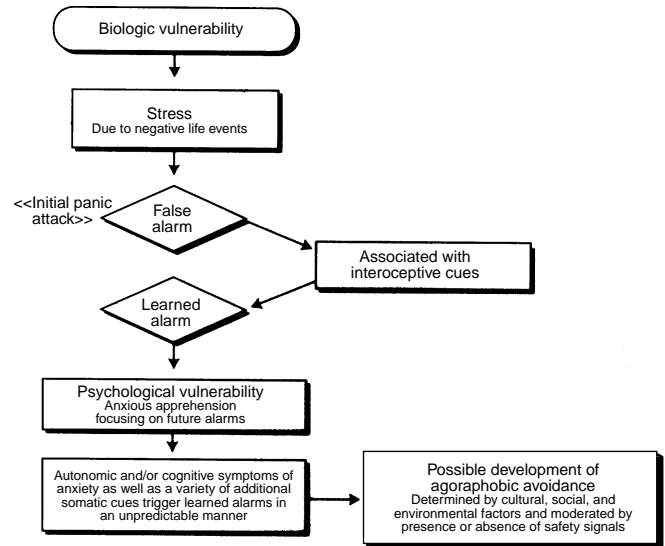 Biologic vulnerability
Stress
Due to negative life events
<<Initial panic
attack>>
False
alarm
Associated with
interoceptive cues
Learned
alarm
Psychological vulnerability
Anxious apprehension
focusing on future alarms
Autonomic and/or cognitive symptoms of
anxiety as well as a variety of additional
somatic cues trigger learned alarms in
an unpredictable manner
Possible development of
agoraphobic avoidance
Determined by cultural, social, and
environmental factors and moderated by
presence or absence of safety signals